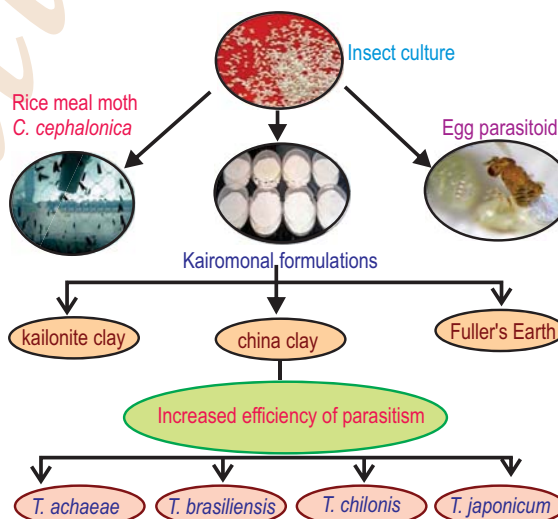 Insect culture
Rice meal moth
C. cephalonica
Egg parasitoid
Kairomonal formulations
kailonite clay
china clay
Fuller's Earth
Increased efficiency of parasitism
T. achaeae
T. brasiliensis
T. chilonis
T. japonicum